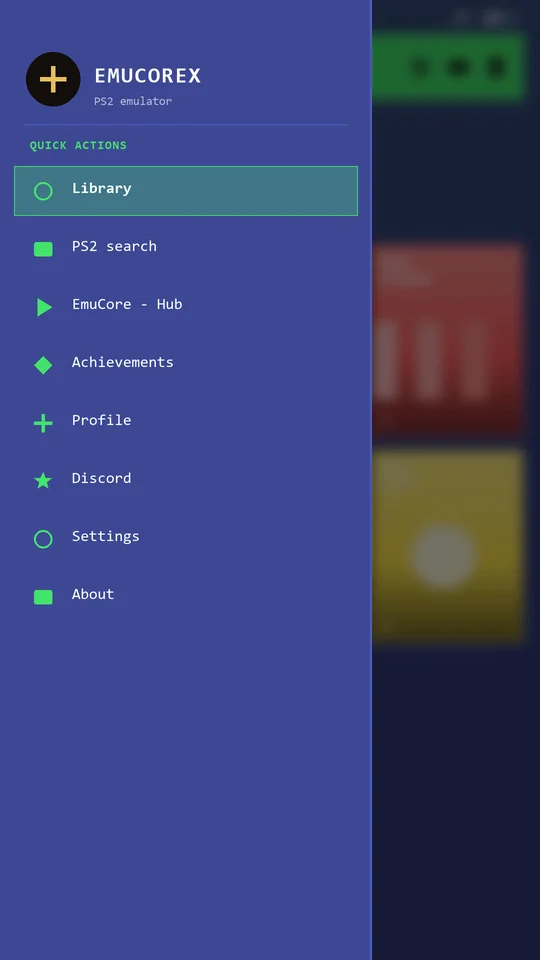 EMUCOREX
PS2 emulator
QUICK ACTIONS
Library
PS2 search
EmuCore - Hub
Achievements
Profile
Discord
Settings
About